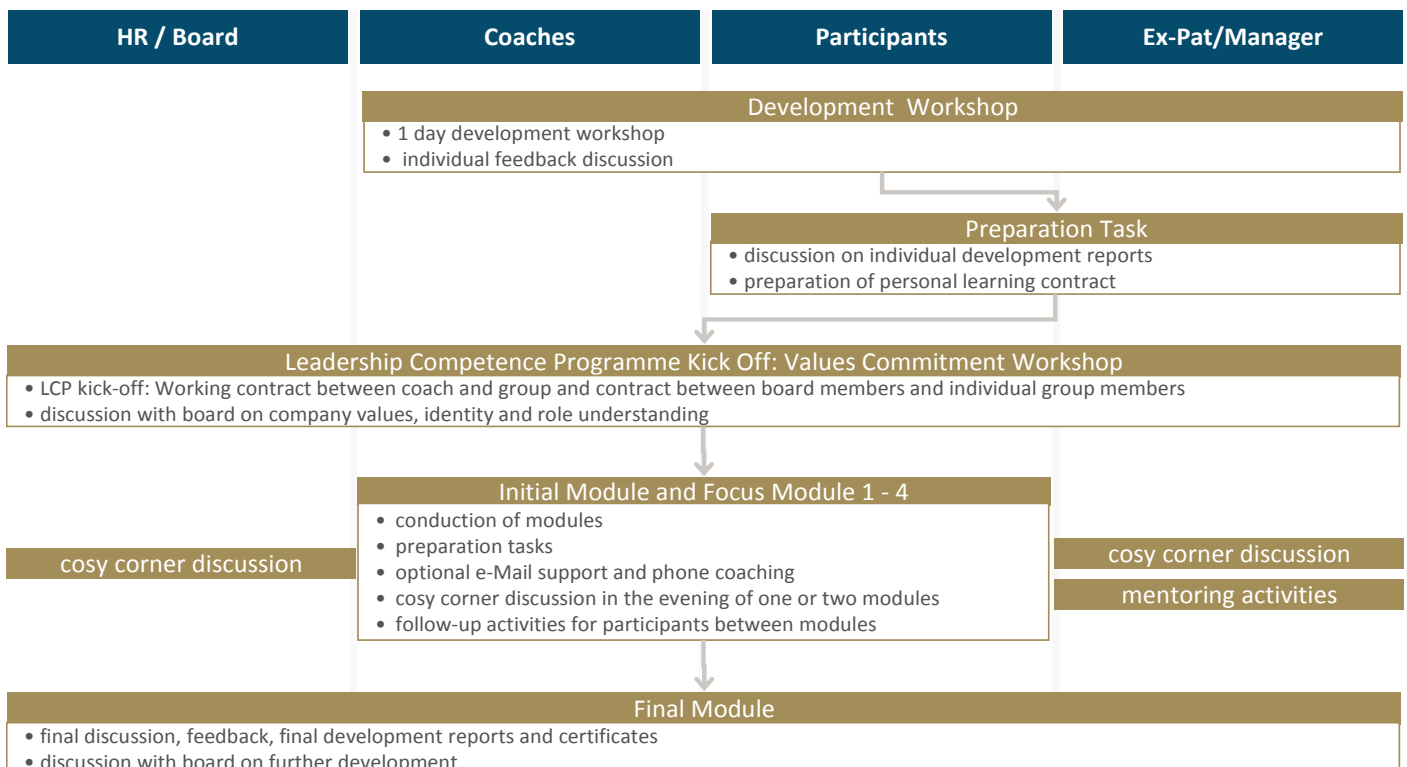 HR / Board
Coaches
Participants
Ex-Pat/Manager
Development Workshop
• 1 day development workshop
• individual feedback discussion
Preparation Task
• discussion on individual development reports
• preparation of personal learning contract
Leadership Competence Programme Kick Off: Values Commitment Workshop
• LCP kick-off: Working contract between coach and group and contract between board members and individual group members
• discussion with board on company values, identity and role understanding
Initial Module and Focus Module 1 - 4
• conduction of modules
• preparation tasks
• optional e-Mail support and phone coaching
• cosy corner discussion in the evening of one or two modules
• follow-up activities for participants between modules
cosy corner discussion
cosy corner discussion
mentoring activities
Final Module
• final discussion, feedback, final development reports and certificates
• discussion with board on further development